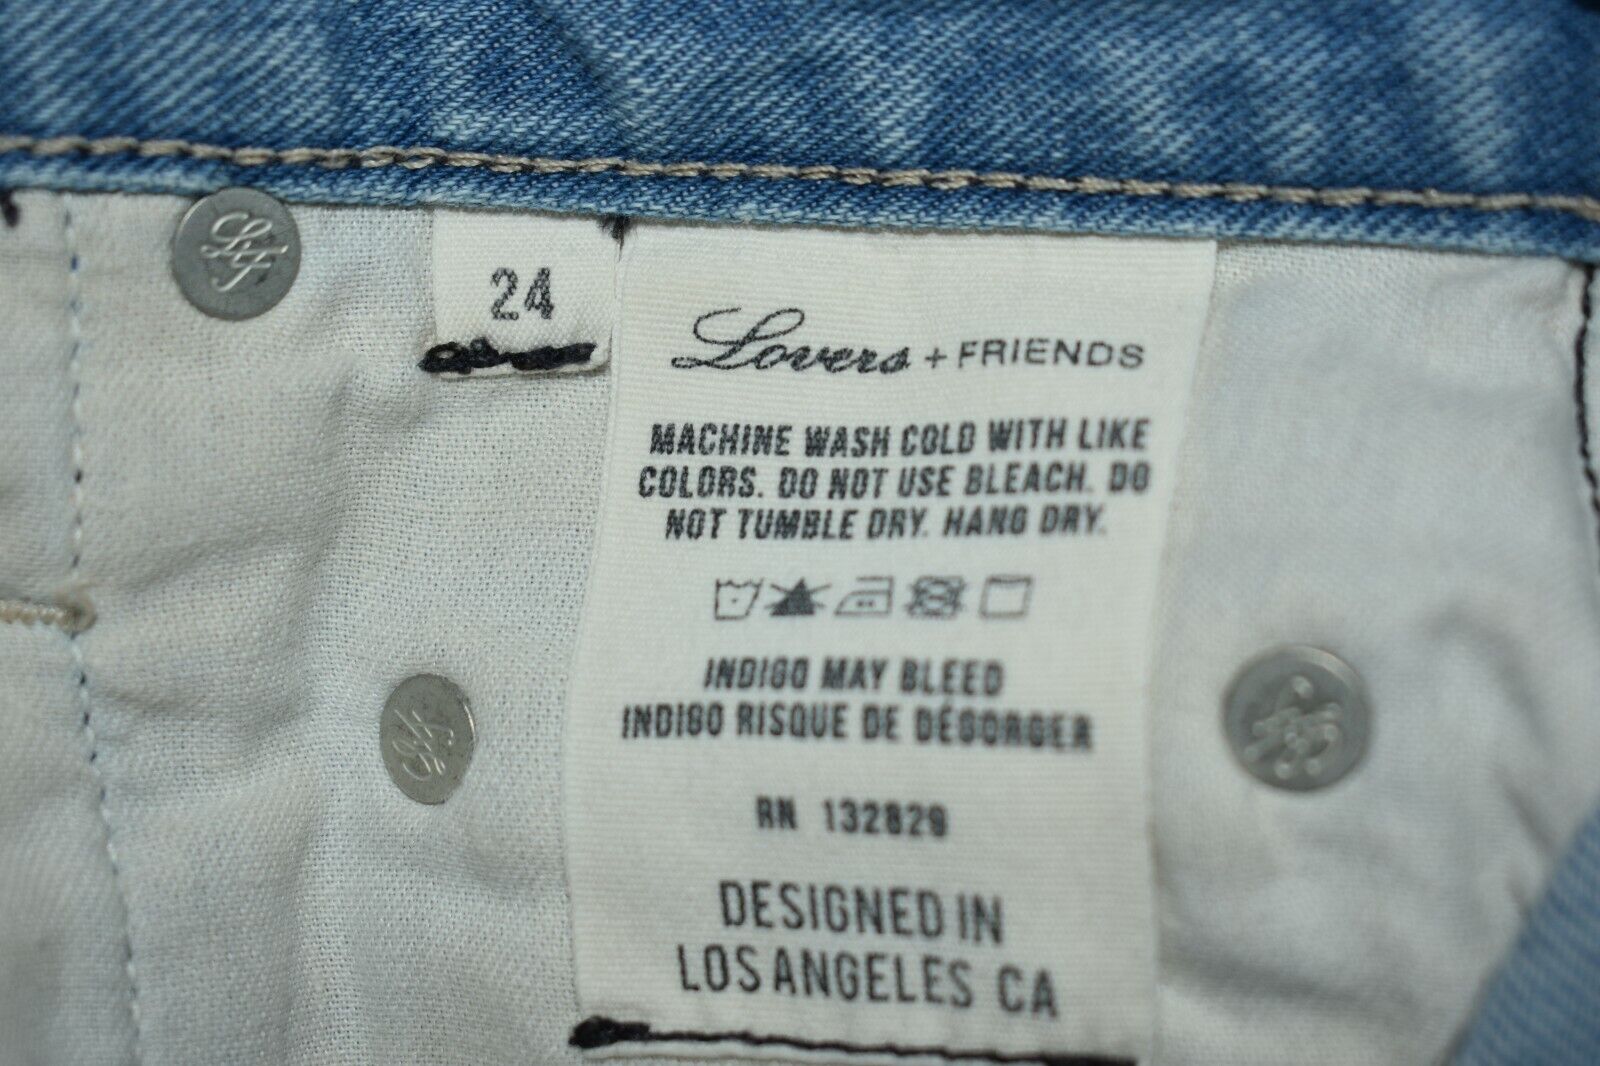 24
Lovers + FRIENDS
MACHINE WASH COLD WITH LIKE
COLORS. DO NOT USE BLEACH. DO
NOT TUMBLE DRY. HANG DRY.
INDIGO MAY BLEED
INDIGO RISQUE DE DÉGORGER
RN 132829
DESIGNED IN
LOS ANGELES CA